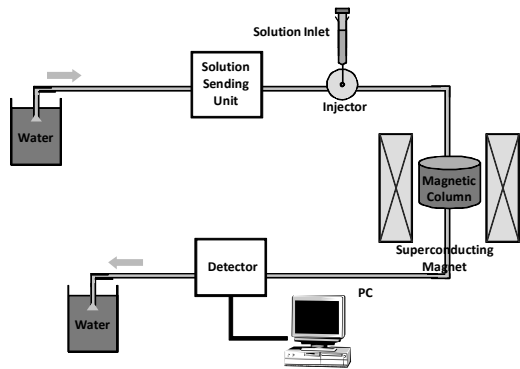 Solution Inlet
Solution
Sending
Unit
Injector
Water
Magnetic
Column
Superconducting
Magnet
Detector
PC
Water